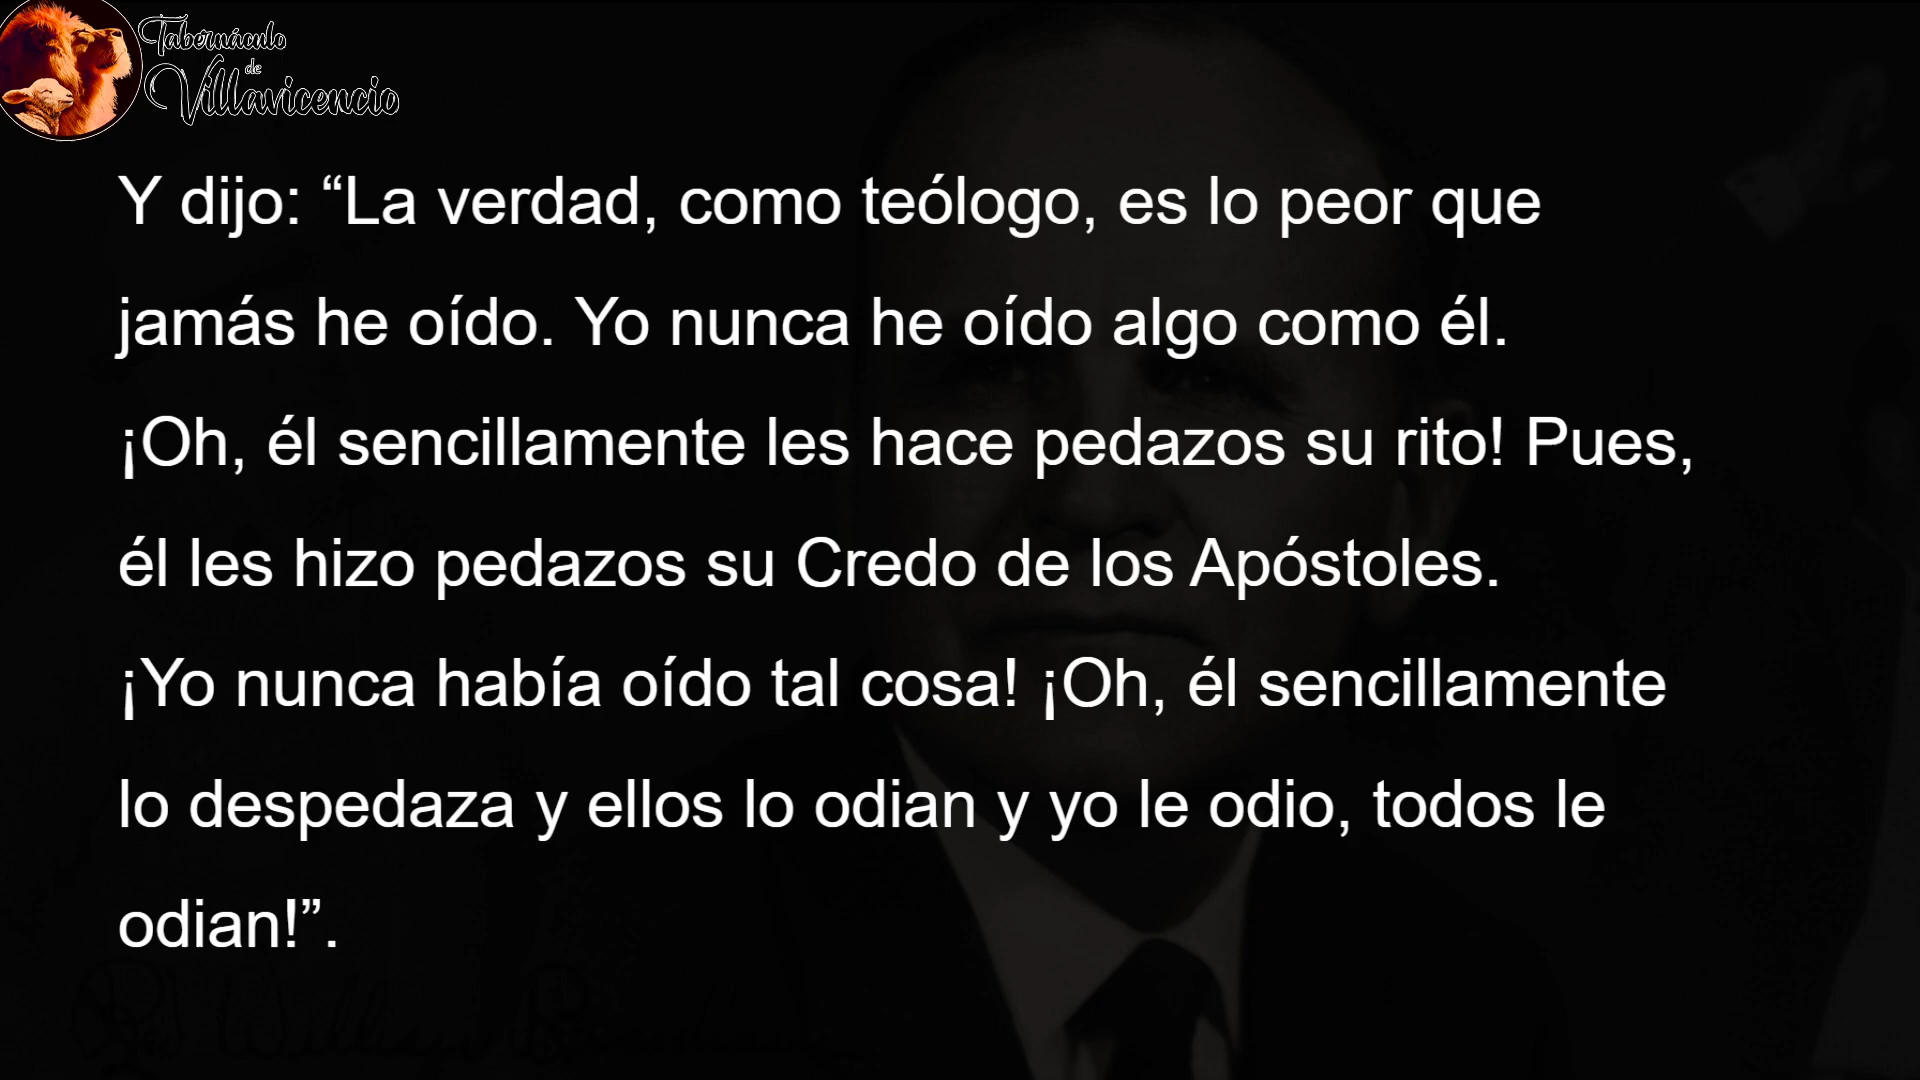 Tabernáculo
de
Villavicencio
Y dijo: “La verdad, como teólogo, es lo peor que
jamás he oído. Yo nunca he oído algo como él.
¡Oh, él sencillamente les hace pedazos su rito! Pues,
él les hizo pedazos su Credo de los Apóstoles.
¡Yo nunca había oído tal cosa! ¡Oh, él sencillamente
lo despedaza y ellos lo odian y yo le odio, todos le
odian!”.